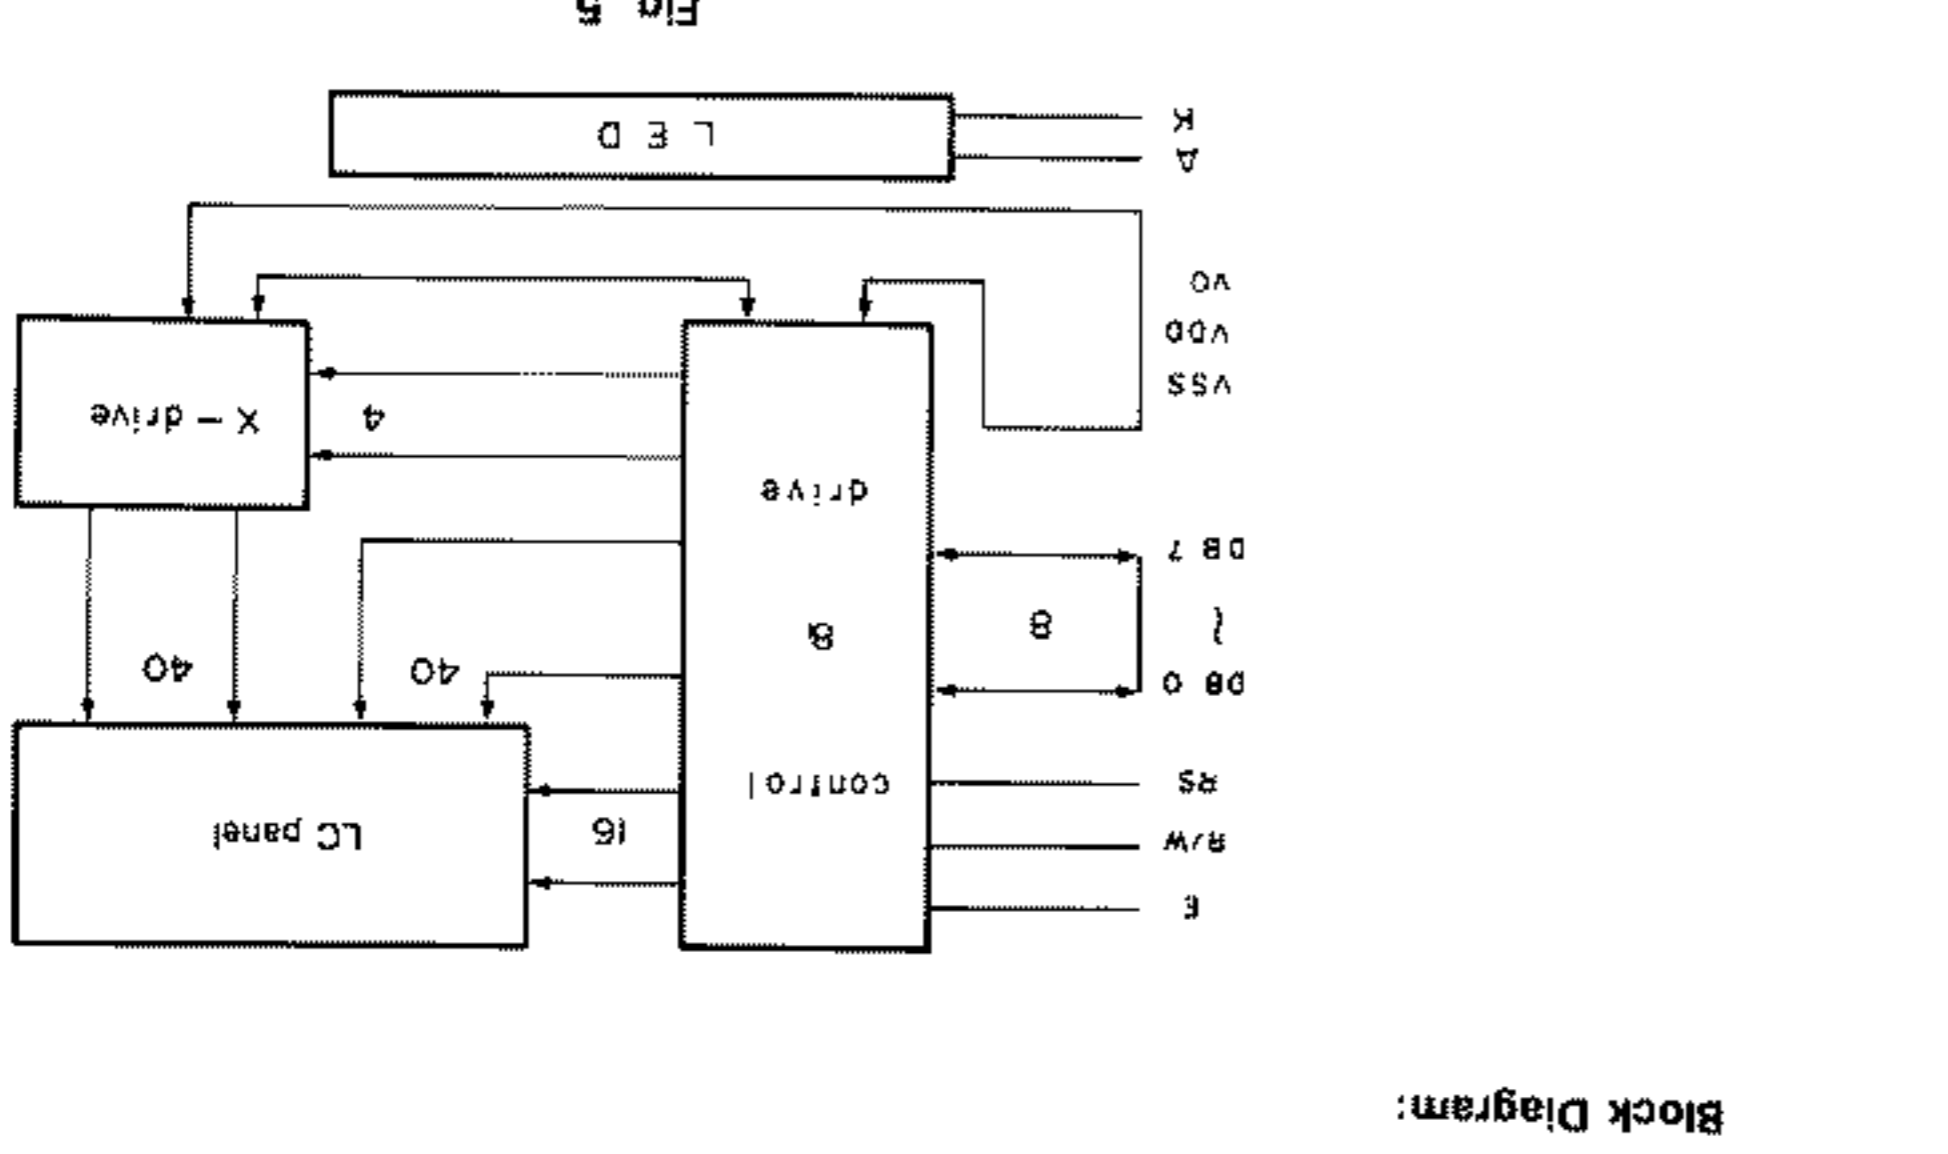 Block Diagram:
E
R/W
RS
DB 0
~
DB 7
8
VSS
VDD
VO
A
K
control
&
drive
16
LC panel
40
40
4
X - drive
L E D
Fig 5